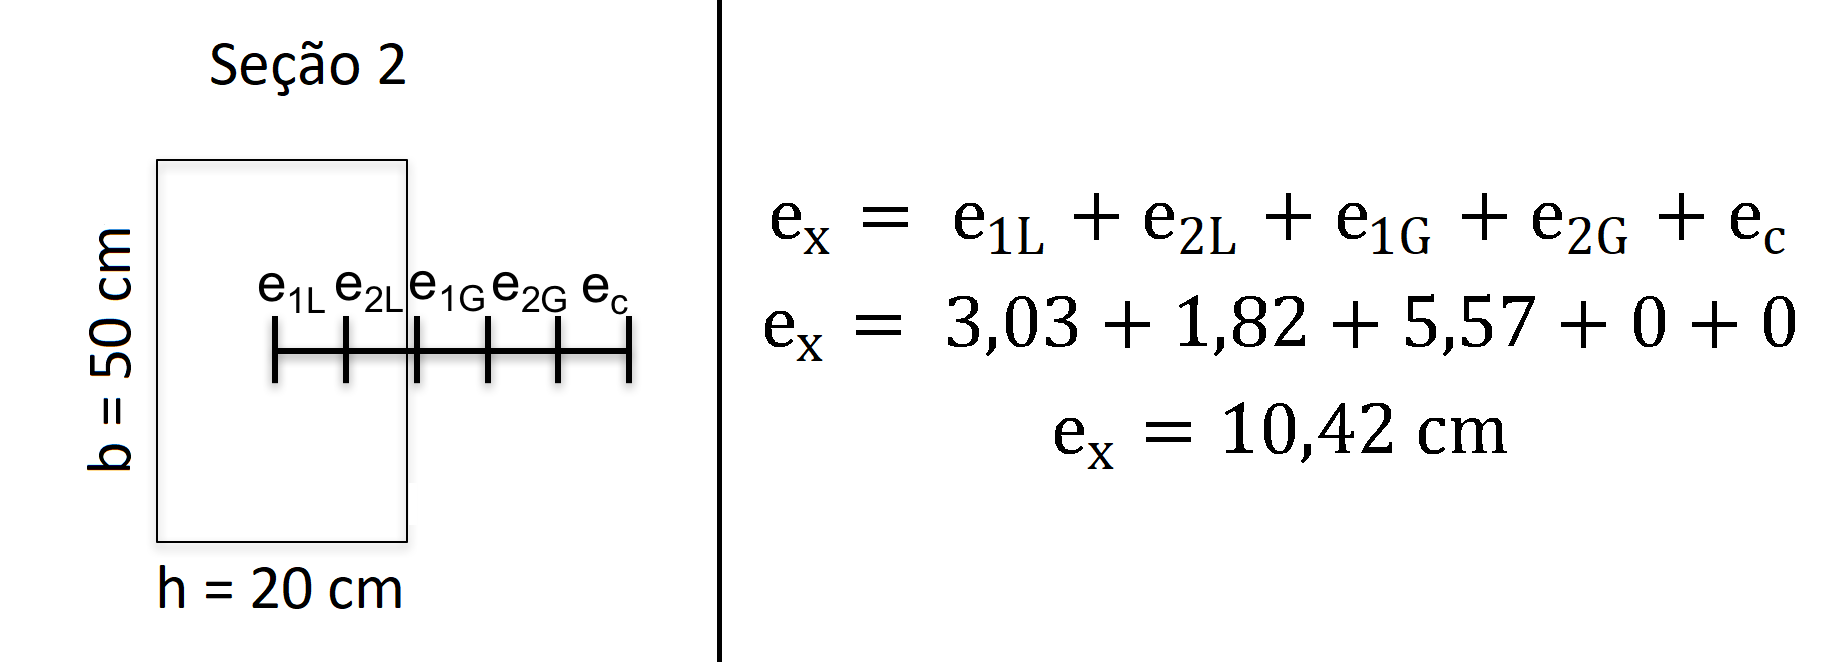 Seção 2
b = 50 cm
e1L e2L e1G e2G ec
h = 20 cm
ex = e1L + e2L + e1G + e2G + ec
ex = 3,03 + 1,82 + 5,57 + 0 + 0
ex = 10,42 cm